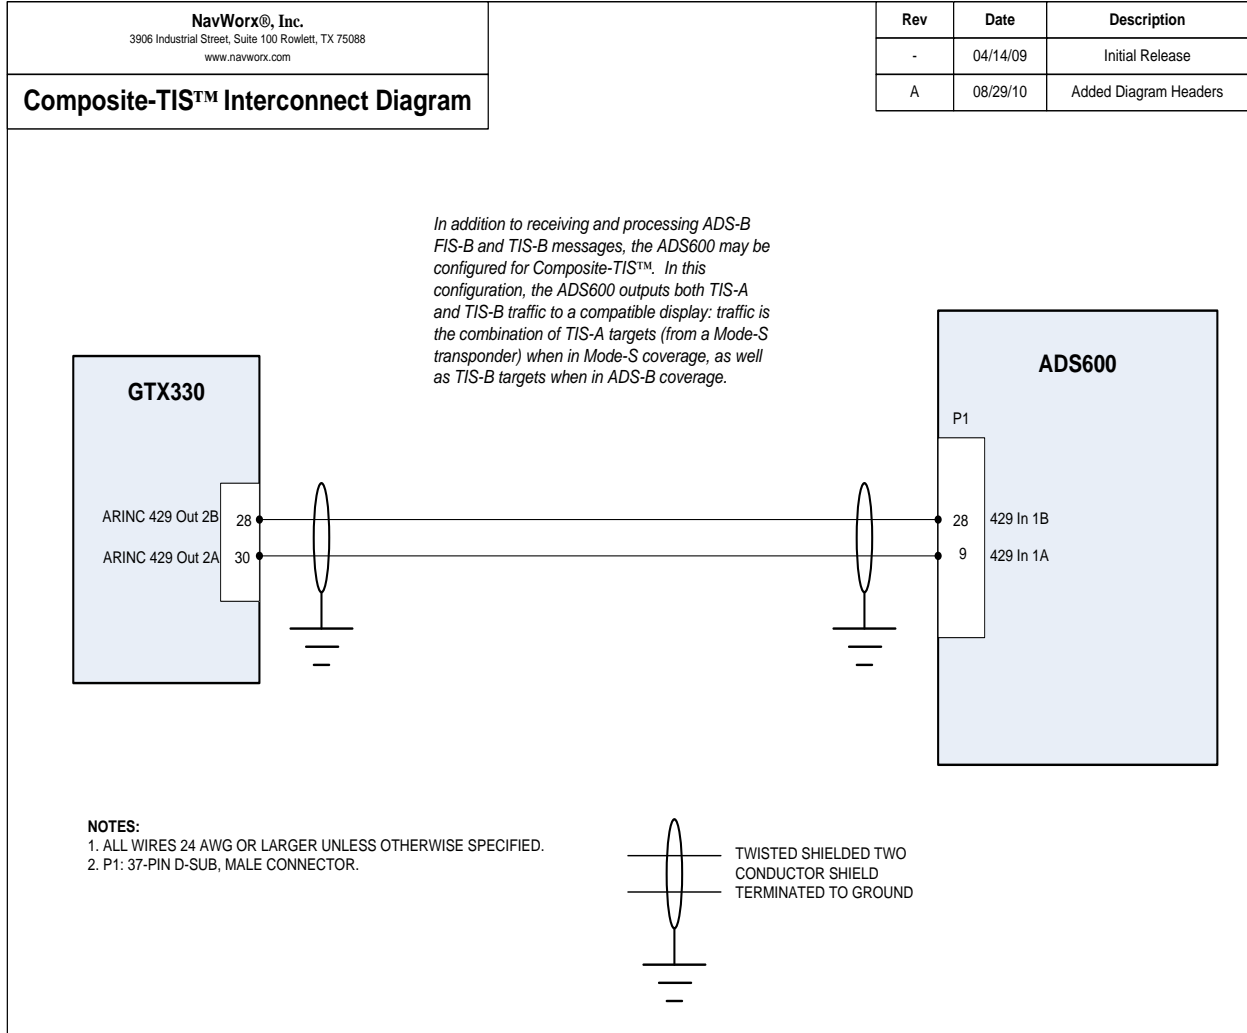 NavWorx®, Inc.
3906 Industrial Street, Suite 100 Rowlett, TX 75088
www.navworx.com
Composite-TIS™ Interconnect Diagram
Rev Date Description
- 04/14/09 Initial Release
A 08/29/10 Added Diagram Headers
In addition to receiving and processing ADS-B
FIS-B and TIS-B messages, the ADS600 may be
configured for Composite-TIS™. In this
configuration, the ADS600 outputs both TIS-A
and TIS-B traffic to a compatible display: traffic is
the combination of TIS-A targets (from a Mode-S
transponder) when in Mode-S coverage, as well
as TIS-B targets when in ADS-B coverage.
GTX330
ARINC 429 Out 2B 28
ARINC 429 Out 2A 30
ADS600
P1
28 429 In 1B
9 429 In 1A
NOTES:
1. ALL WIRES 24 AWG OR LARGER UNLESS OTHERWISE SPECIFIED.
2. P1: 37-PIN D-SUB, MALE CONNECTOR.
TWISTED SHIELDED TWO
CONDUCTOR SHIELD
TERMINATED TO GROUND